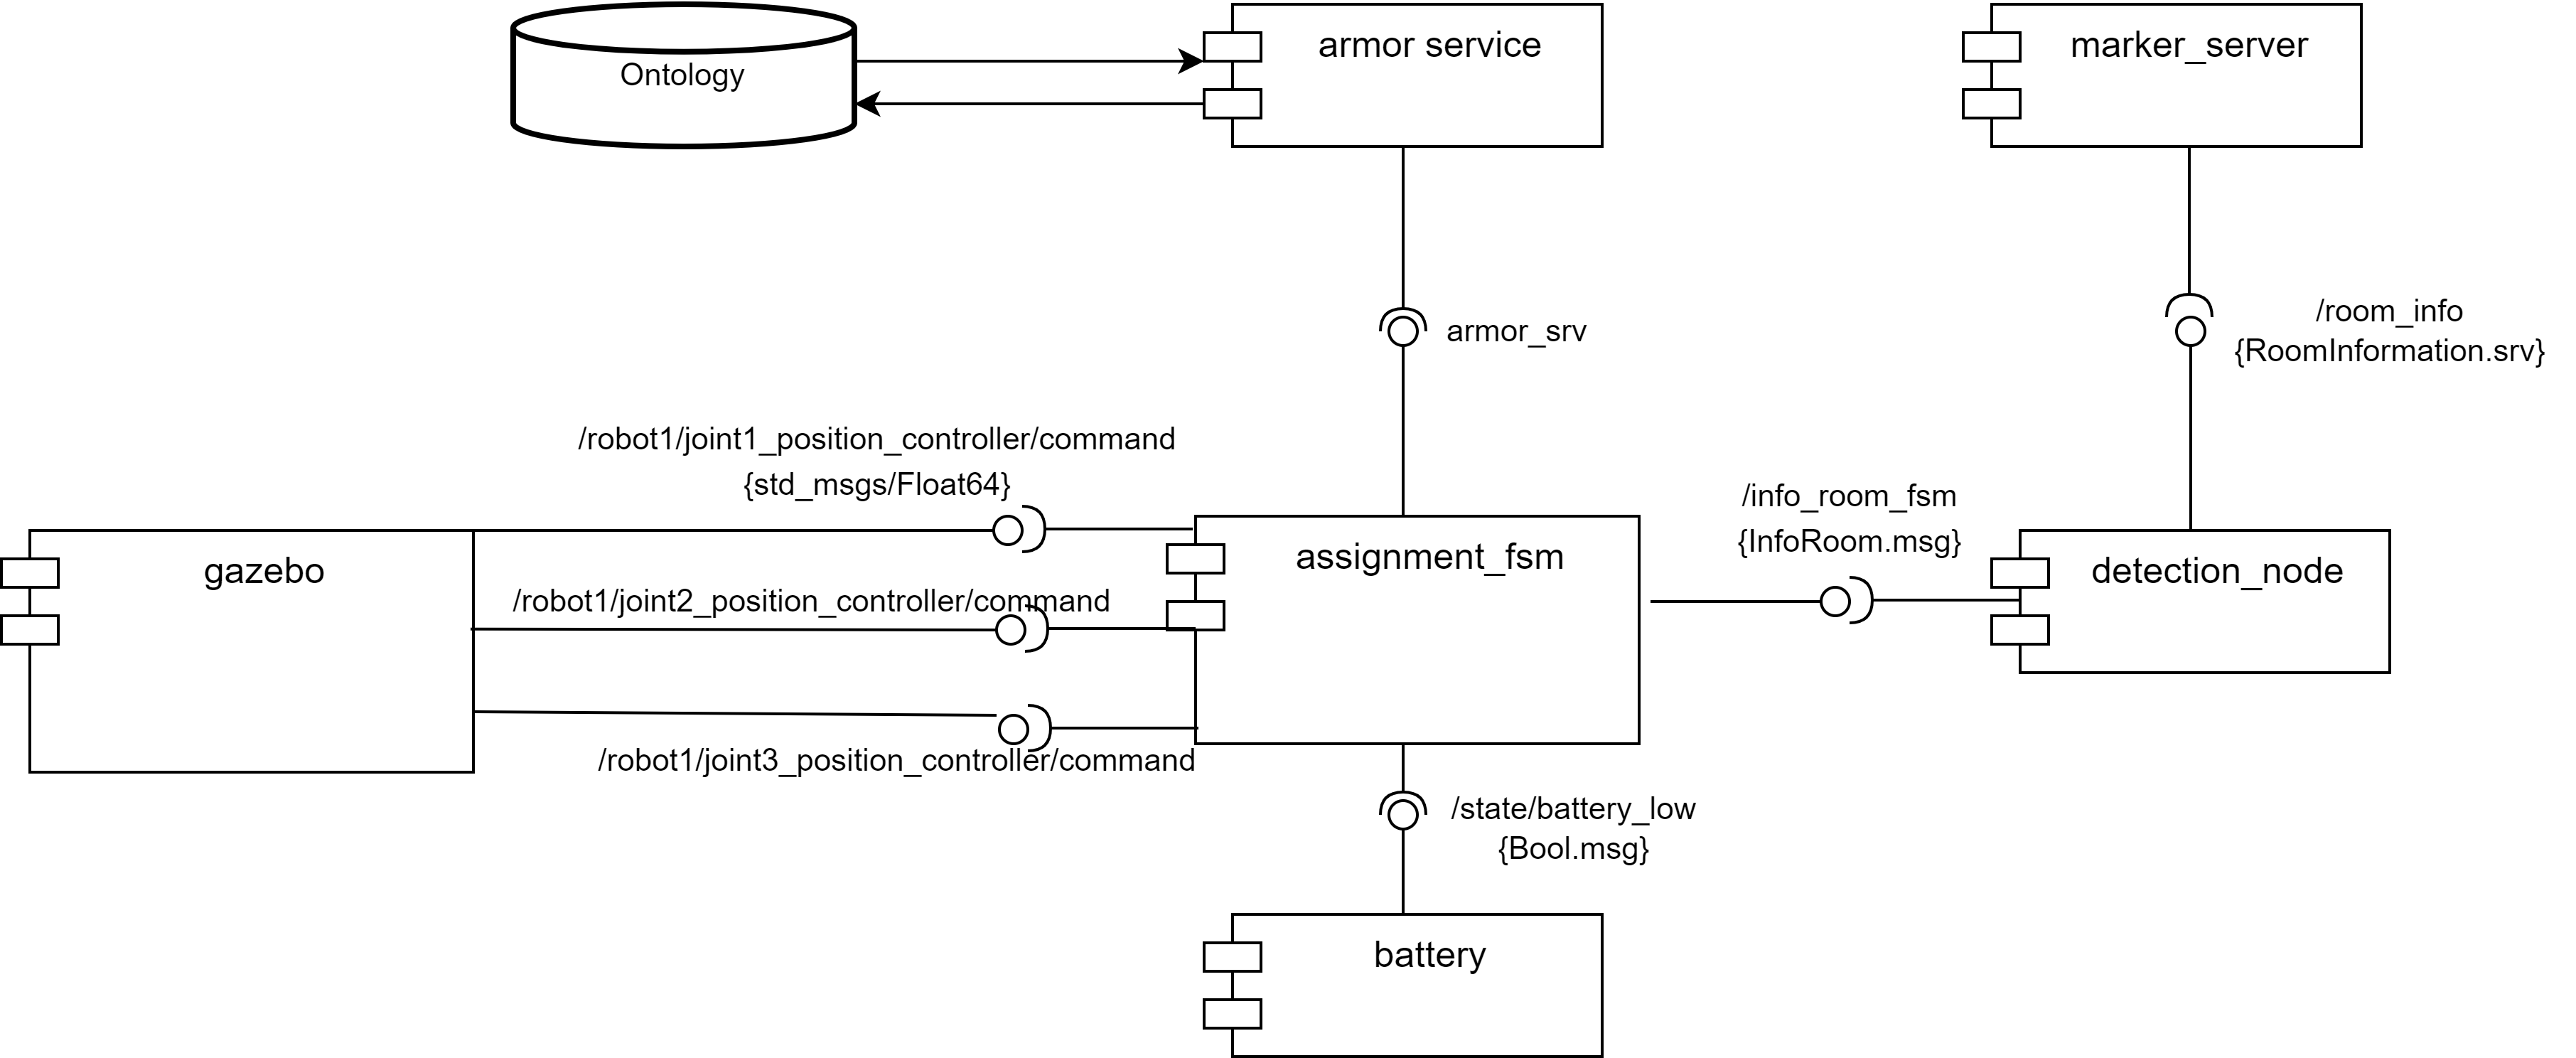 Ontology
armor service
marker_server
armor_srv
/room_info
{RoomInformation.srv}
/robot1/joint1_position_controller/command
{std_msgs/Float64}
/info_room_fsm
{InfoRoom.msg}
gazebo
assignment_fsm
detection_node
/robot1/joint2_position_controller/command
/robot1/joint3_position_controller/command
/state/battery_low
{Bool.msg}
battery